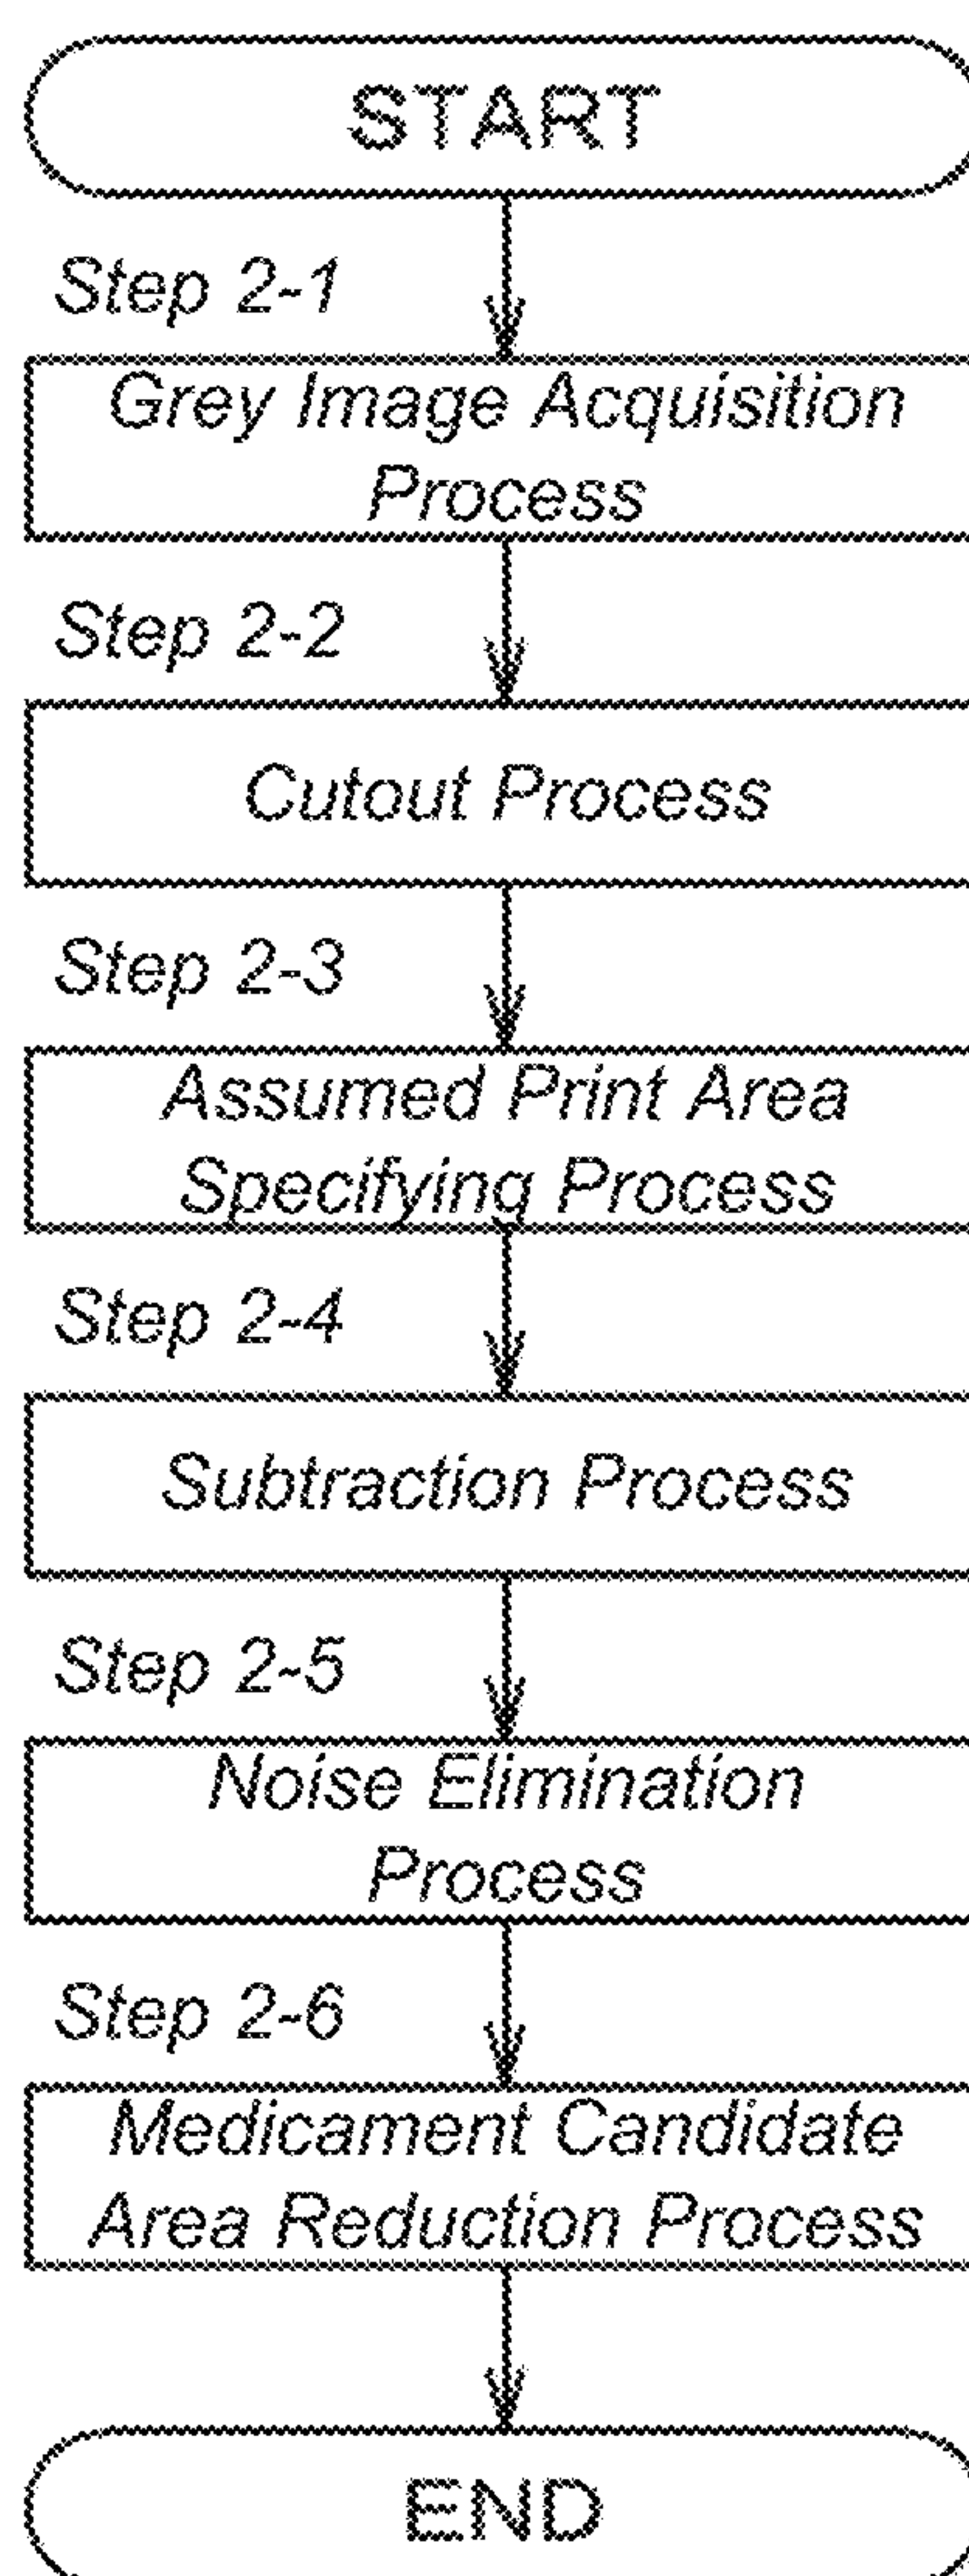 START
Step 2-1
Grey Image Acquisition
Process
Step 2-2
Cutout Process
Step 2-3
Assumed Print Area
Specifying Process
Step 2-4
Subtraction Process
Step 2-5
Noise Elimination
Process
Step 2-6
Medicament Candidate
Area Reduction Process
END